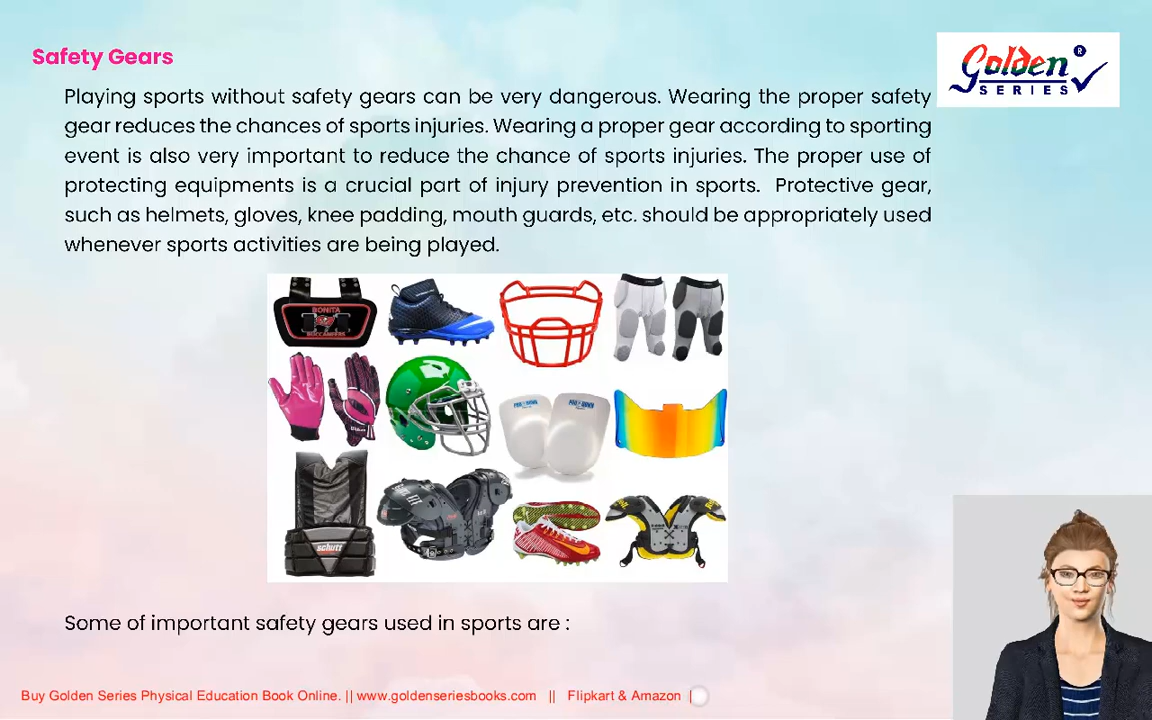 Safety Gears
Golden ®
SERIES
Playing sports without safety gears can be very dangerous. Wearing the proper safety
gear reduces the chances of sports injuries. Wearing a proper gear according to sporting
event is also very important to reduce the chance of sports injuries. The proper use of
protecting equipments is a crucial part of injury prevention in sports. Protective gear,
such as helmets, gloves, knee padding, mouth guards, etc. should be appropriately used
whenever sports activities are being played.
BONITA
schutt
Some of important safety gears used in sports are :
Buy Golden Series Physical Education Book Online. || www.goldenseriesbooks.com || Flipkart & Amazon |